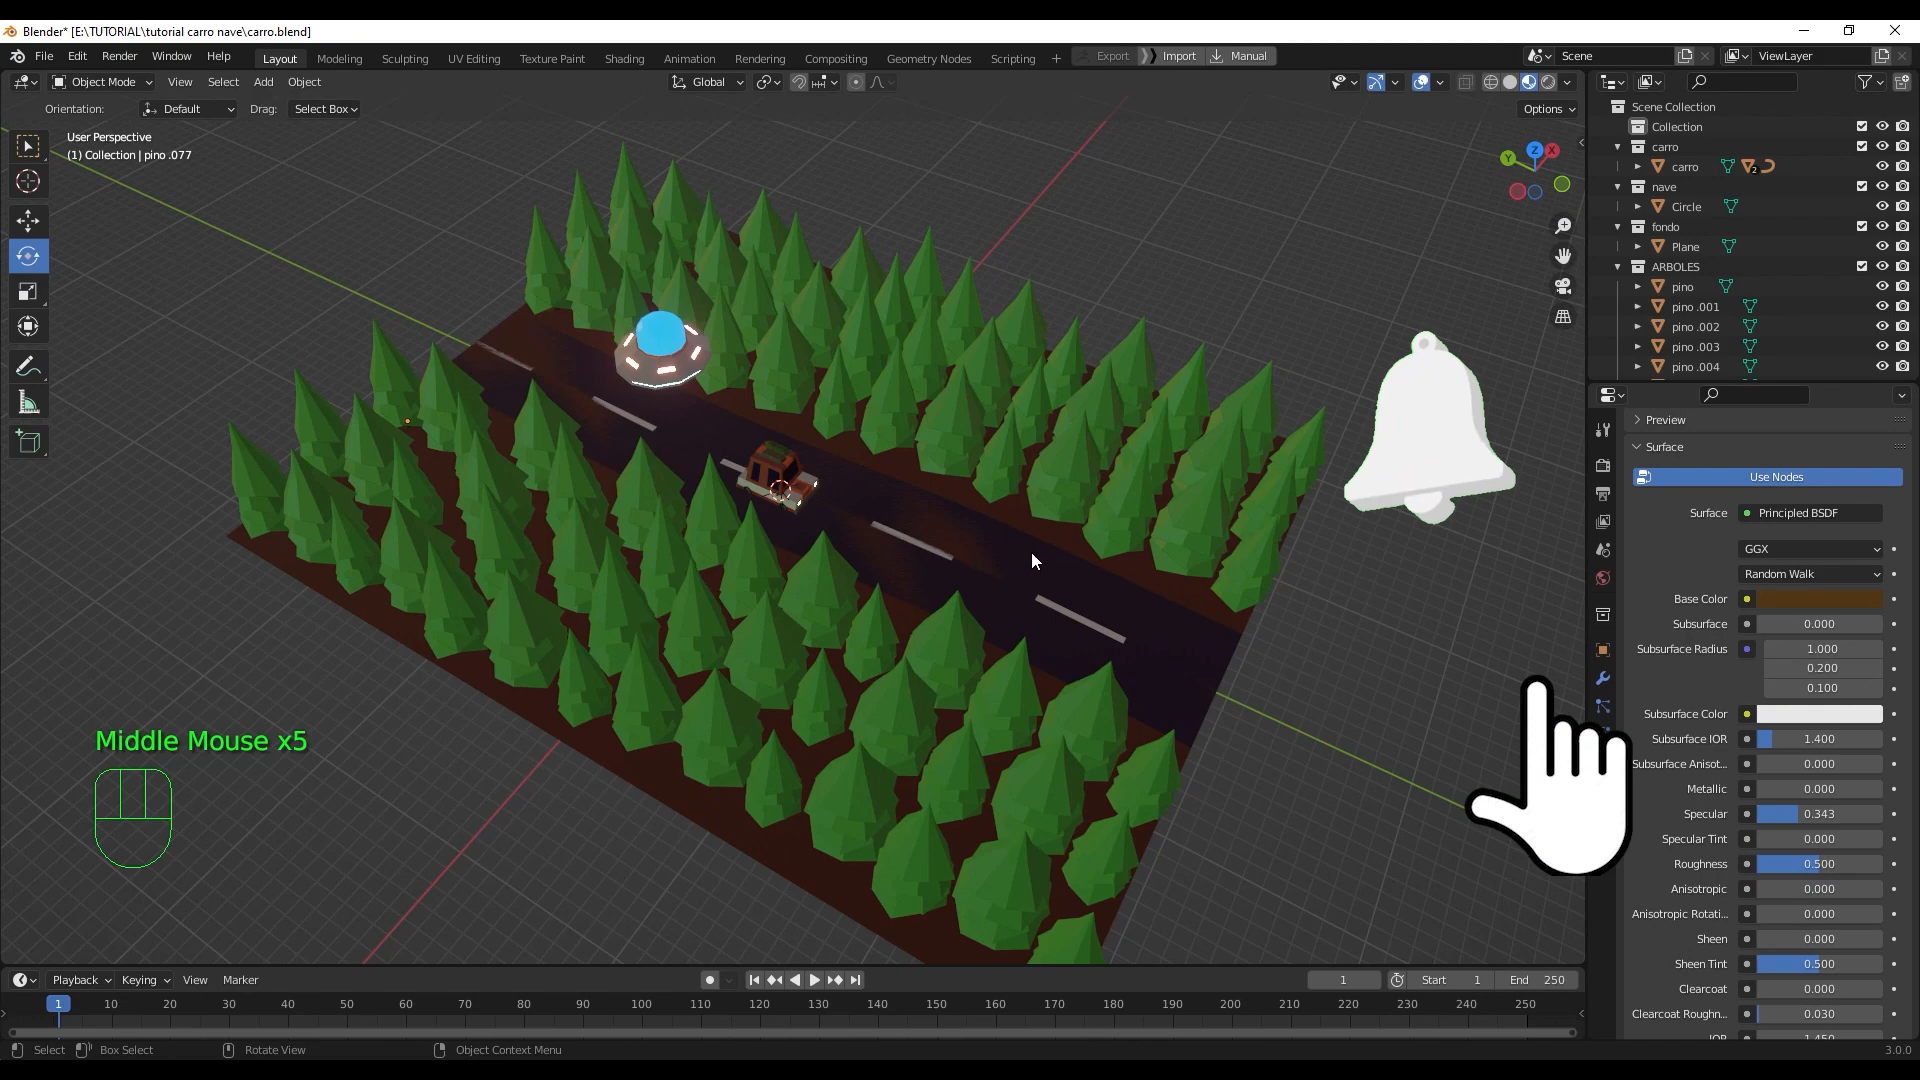 Blender* [E:\TUTORIAL\tutorial carro nave\carro.blend]
File Edit Render Window Help Layout Modeling Sculpting UV Editing Texture Paint Shading Animation Rendering Compositing Geometry Nodes Scripting + Export Import Manual Scene ViewLayer
Object Mode View Select Add Object Global
Orientation: Default Drag: Select Box Options
User Perspective
(1) Collection | pino .077
Z
X
Y
Middle Mouse x5
Scene Collection
Collection
carro
carro 2
nave
Circle
fondo
Plane
ARBOLES
pino
pino .001
pino .002
pino .003
pino .004
Preview
Surface
Use Nodes
Surface Principled BSDF
GGX
Random Walk
Base Color
Subsurface 0.000
Subsurface Radius 1.000
0.200
0.100
Subsurface Color
Subsurface IOR 1.400
Subsurface Anisot... 0.000
Metallic 0.000
Specular 0.343
Specular Tint 0.000
Roughness 0.500
Anisotropic 0.000
Anisotropic Rotati... 0.000
Sheen 0.000
Sheen Tint 0.500
Clearcoat 0.000
Clearcoat Roughn... 0.030
IOR 1.450
Playback Keying View Marker 1 Start 1 End 250
1 10 20 30 40 50 60 70 80 90 100 110 120 130 140 150 160 170 180 190 200 210 220 230 240 250
Select Box Select Rotate View Object Context Menu 3.0.0